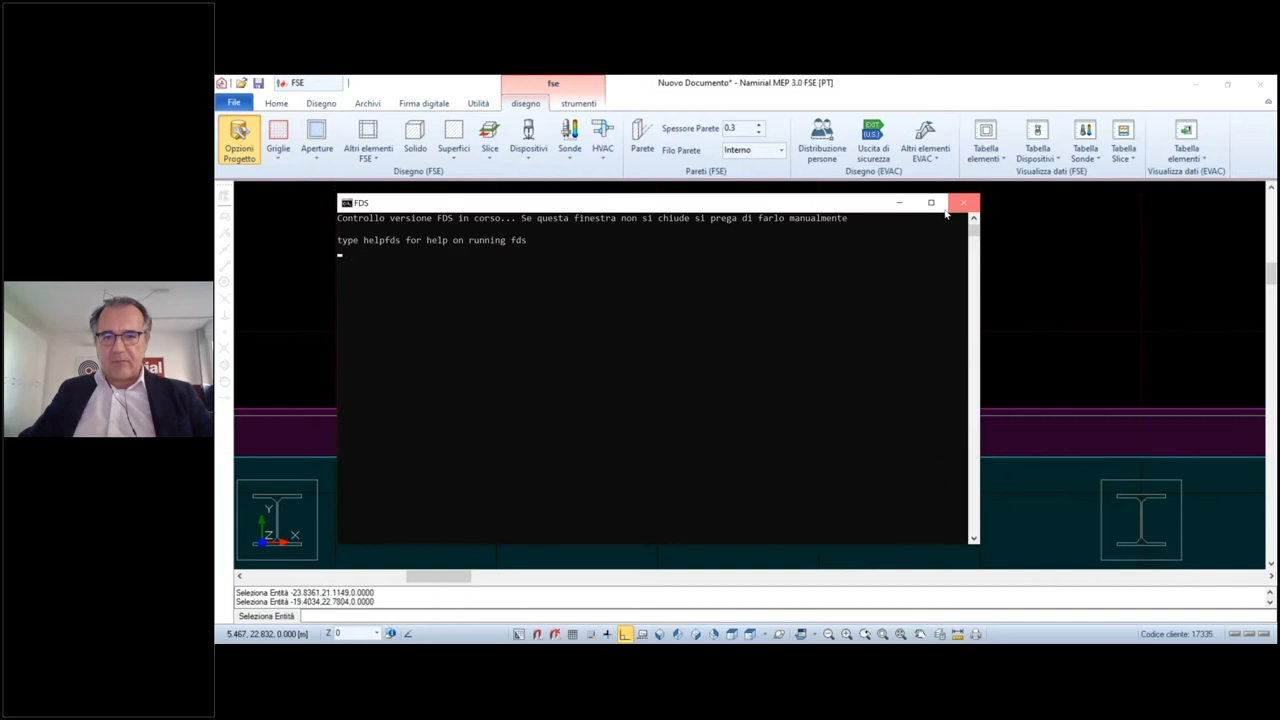 FSE
fse
Nuovo Documento* - Namirial MEP 3.0 FSE [PT]
File
Home
Disegno
Archivi
Firma digitale
Utilità
disegno
strumenti
Opzioni
Progetto
Griglie
Aperture
Altri elementi
FSE
Solido
Superfici
Slice
Dispositivi
Sonde
HVAC
Parete
Spessore Parete 0.3
Filo Parete Interno
Distribuzione
persone
EXIT
(U.S.)
Uscita di
sicurezza
Altri elementi
EVAC
Tabella
elementi
Tabella
Dispositivi
Tabella
Sonde
Tabella
Slice
Tabella
elementi
Disegno (FSE)
Pareti (FSE)
Disegno (EVAC)
Visualizza dati (FSE)
Visualizza dati (EVAC)
FDS
Controllo versione FDS in corso... Se questa finestra non si chiude si prega di farlo manualmente
type helpfds for help on running fds
Y
Z
X
Seleziona Entità -23.8361,21.1149,0.0000
Seleziona Entità -19.4034,22.7804,0.0000
Seleziona Entità
5.467, 22.832, 0.000 [m]
Z 0
Codice cliente: 17335